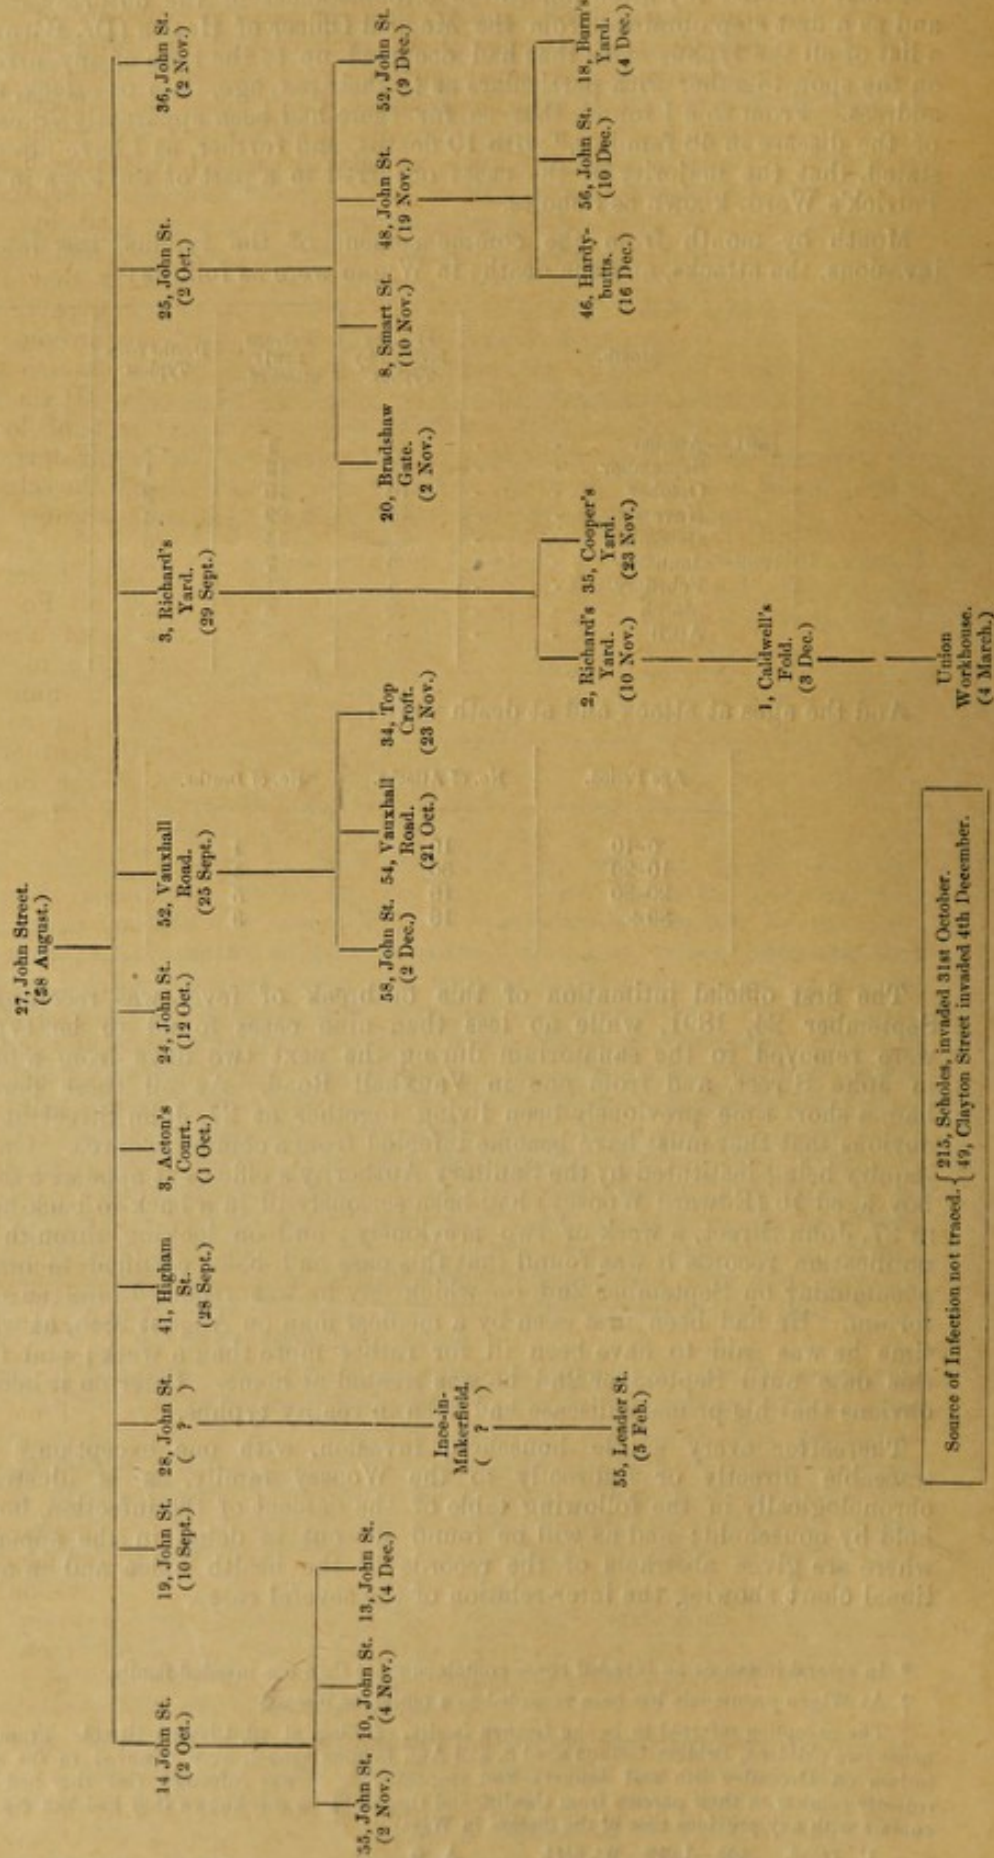 27, John Street.
(28 August.)
14 John St.
(2 Oct.)
19, John St.
(10 Sept.)
28, John St.
( ? )
41, Higham
St.
(28 Sept.)
3, Acton's
Court.
(1 Oct.)
24, John St.
(12 Oct.)
52, Vauxhall
Road.
(25 Sept.)
3, Richard's
Yard.
(29 Sept.)
25, John St.
(2 Oct.)
36, John St.
(2 Nov.)
55, John St.
(2 Nov.)
10, John St.
(4 Nov.)
13, John St.
(4 Dec.)
Ince-in-
Makerfield.
( ? )
55, Leader St.
(5 Feb.)
58, John St.
(2 Dec.)
54, Vauxhall
Road.
(21 Oct.)
34, Top
Croft.
(23 Nov.)
20, Bradshaw
Gate.
(2 Nov.)
8, Smart St.
(10 Nov.)
48, John St.
(19 Nov.)
52, John St.
(9 Dec.)
2, Richard's
Yard.
(10 Nov.)
35, Cooper's
Yard.
(23 Nov.)
46, Hardy-
butts.
(16 Dec.)
56, John St.
(10 Dec.)
18, Burn's
Yard.
(4 Dec.)
1, Caldwell's
Fold.
(3 Dec.)
Union
Workhouse.
(4 March.)
Source of Infection not traced. { 215, Scholes, invaded 31st October.
49, Clayton Street invaded 4th December.